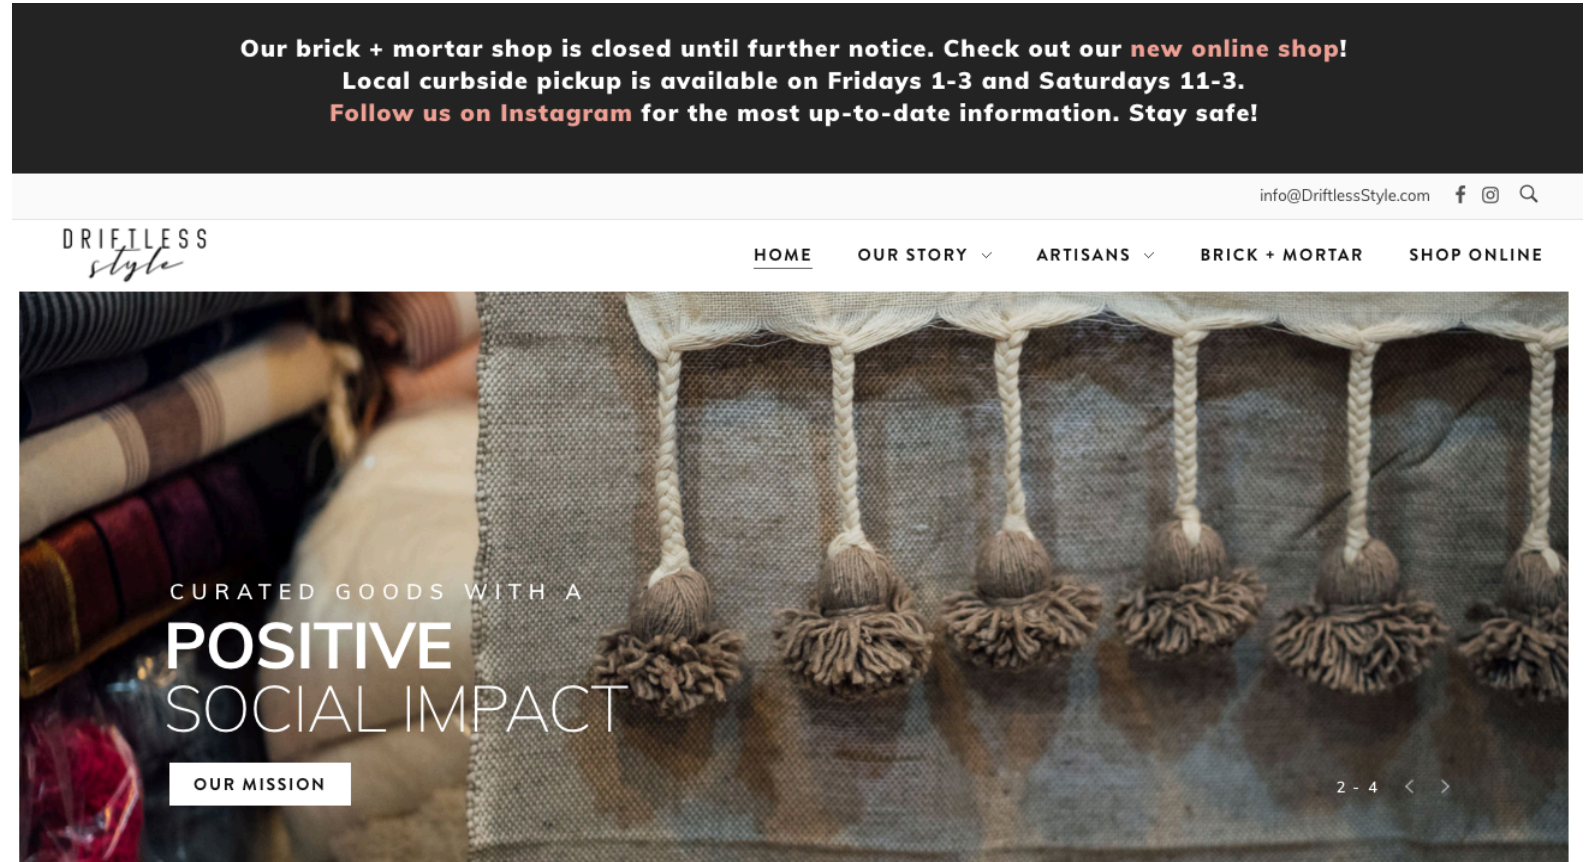 Our brick + mortar shop is closed until further notice. Check out our new online shop!
Local curbside pickup is available on Fridays 1-3 and Saturdays 11-3.
Follow us on Instagram for the most up-to-date information. Stay safe!
info@DriftlessStyle.com
DRIFTLESS
style
HOME OUR STORY ARTISANS BRICK + MORTAR SHOP ONLINE
CURATED GOODS WITH A
POSITIVE
SOCIAL IMPACT
OUR MISSION
2 - 4